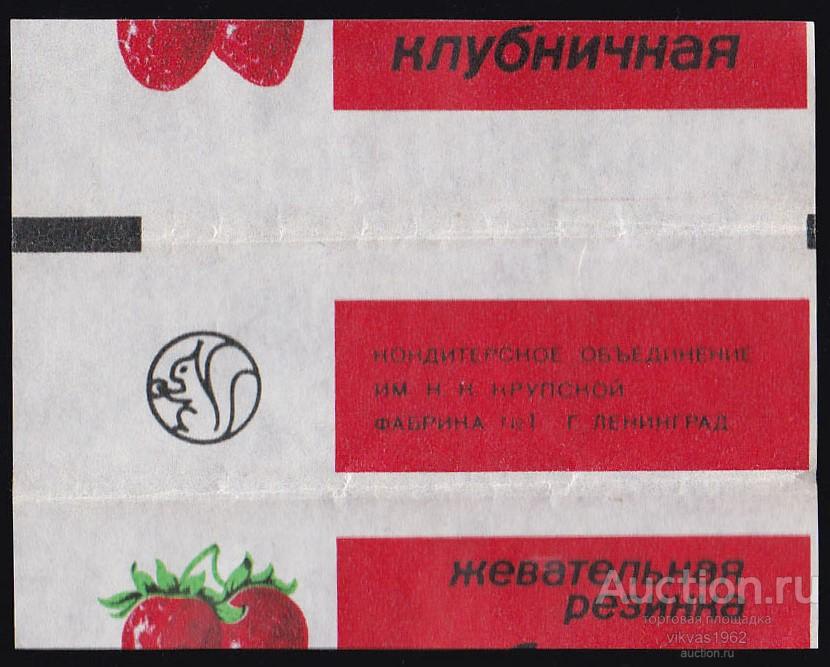 клубничная
КОНДИТЕРСКОЕ ОБЪЕДИНЕНИЕ
ИМ Н. К. КРУПСКОЙ
ФАБРИКА №1 Г. ЛЕНИНГРАД
жевательная
резинка
Auction.ru
торговая площадка
vikvas1962
auction.ru